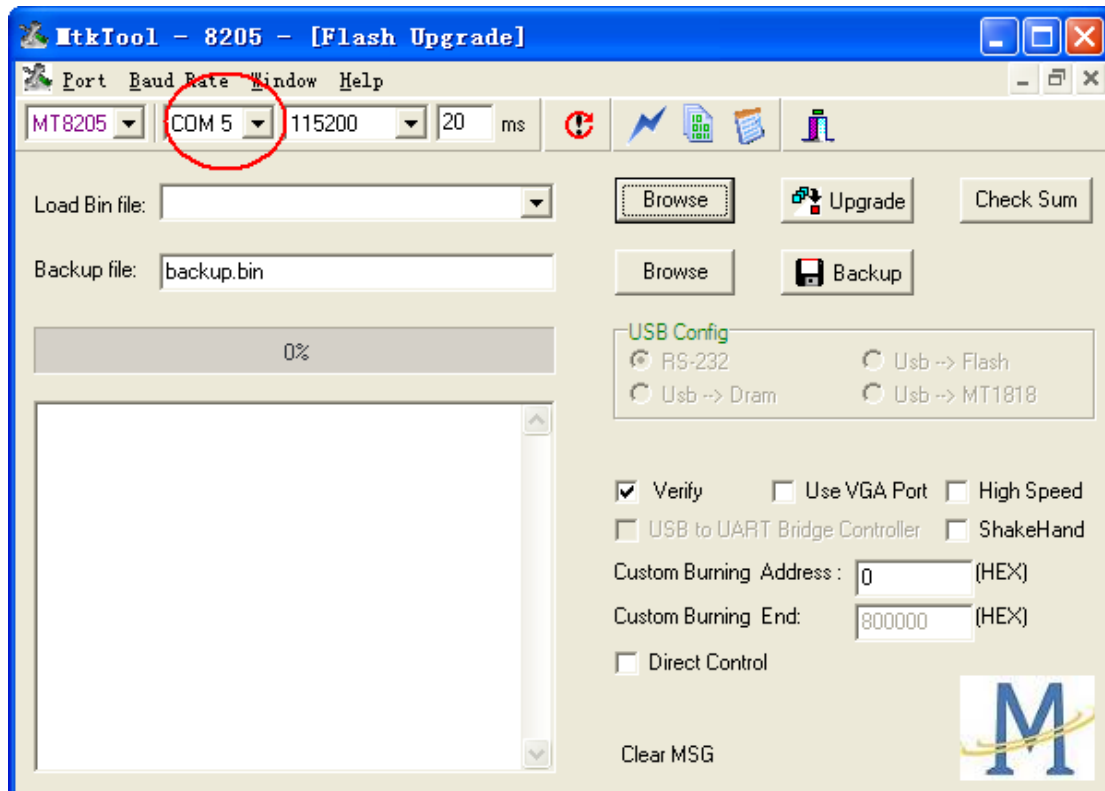 MtkTool - 8205 - [Flash Upgrade]
Port Baud Rate Window Help
MT8205 COM 5 115200 20 ms
Load Bin file: Browse Upgrade Check Sum
Backup file: backup.bin Browse Backup
0%
USB Config
RS-232 Usb --> Flash
Usb --> Dram Usb --> MT1818
Verify Use VGA Port High Speed
USB to UART Bridge Controller ShakeHand
Custom Burning Address : 0 (HEX)
Custom Burning End: 800000 (HEX)
Direct Control
Clear MSG
M